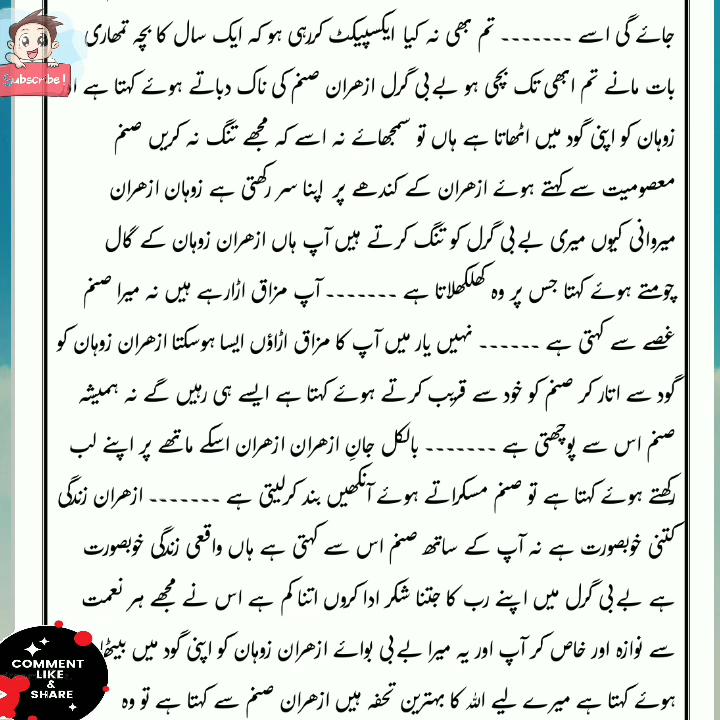 جائے گی اسے ------- تم بھی نہ کیا ایکسپیکٹ کررہی ہو کہ ایک سال کا بچہ تمھاری
بات مانے تم ابھی تک بچی ہو بے بی گرل ازھران صنم کی ناک دباتے ہوئے کہتا ہے
زوہان کو اپنی گود میں اٹھاتا ہے ہاں تو سمجھائے نہ اسے کہ مجھے تنگ نہ کریں صنم
معصومیت سے کہتے ہوئے ازھران کے کندھے پر اپنا سر رکھتی ہے زوہان ازھران
میروانی کیوں میری بے بی گرل کو تنگ کرتے ہیں آپ ہاں ازھران زوہان کے گال
چومتے ہوئے کہتا جس پر وہ کھلکھلاتا ہے ------- آپ مزاق اڑارہے ہیں نہ میرا صنم
غصے سے کہتی ہے ------ نہیں یار میں آپ کا مزاق اڑاؤں ایسا ہوسکتا ازھران زوہان کو
گود سے اتار کر صنم کو خود سے قریب کرتے ہوئے کہتا ہے ایسے ہی رہیں گے نہ ہمیشہ
صنم اس سے پوچھتی ہے ------- بالکل جانِ ازھران ازھران اسکے ماتھے پر اپنے لب
رکھتے ہوئے کہتا ہے تو صنم مسکراتے ہوئے آنکھیں بند کرلیتی ہے ------- ازھران زندگی
کتنی خوبصورت ہے نہ آپ کے ساتھ صنم اس سے کہتی ہے ہاں واقعی زندگی خوبصورت
ہے بے بی گرل میں اپنے رب کا جتنا شکر ادا کروں اتنا کم ہے اس نے مجھے ہر نعمت
سے نوازہ اور خاص کر آپ اور یہ میرا بے بی بوائے ازھران زوہان کو اپنی گود میں بیٹھا
ہوئے کہتا ہے میرے لیے اللہ کا بہترین تحفہ ہیں ازھران صنم سے کہتا ہے تو وہ
Subscribe!
COMMENT
LIKE
&
SHARE